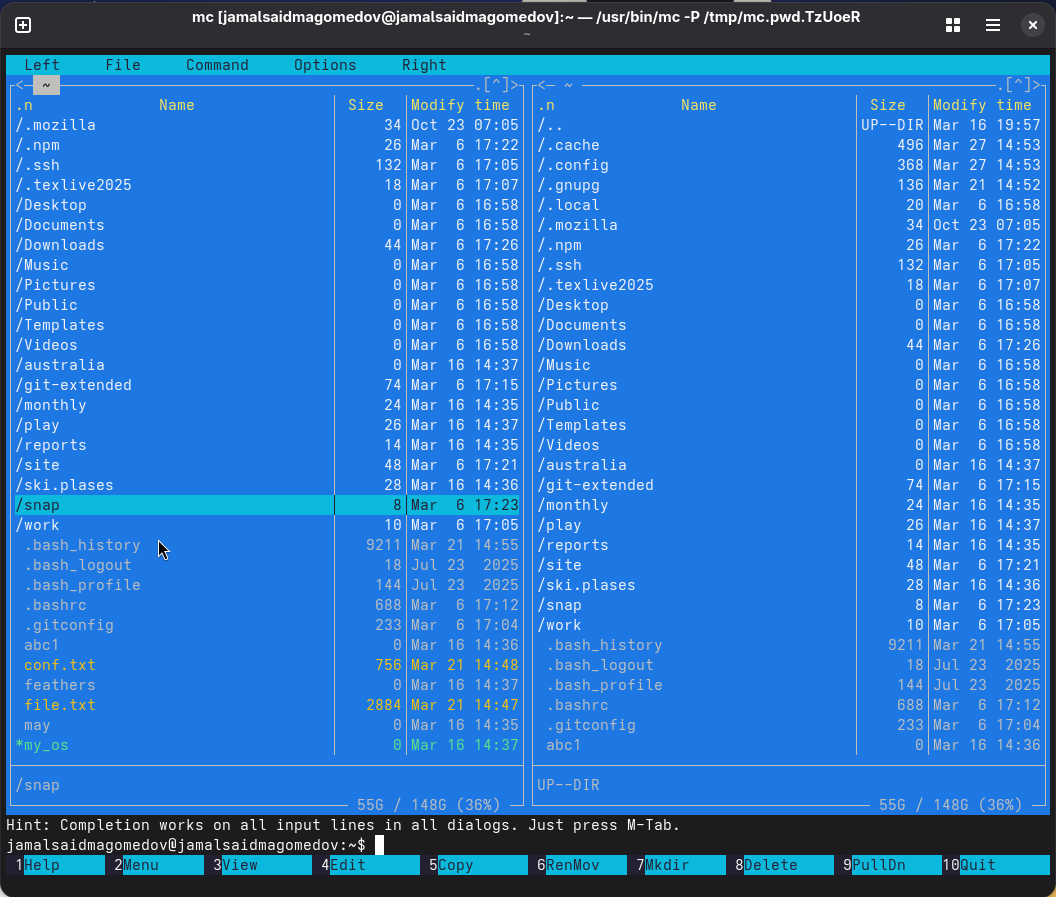 mc [jamalsaidmagomedov@jamalsaidmagomedov]:~ — /usr/bin/mc -P /tmp/mc.pwd.TzUoeR
~
Left File Command Options Right
<─ ~ .[^]> <─ ~ .[^]>
.n Name Size Modify time .n Name Size Modify time
/.mozilla 34 Oct 23 07:05 /.. UP--DIR Mar 16 19:57
/.npm 26 Mar 6 17:22 /.cache 496 Mar 27 14:53
/.ssh 132 Mar 6 17:05 /.config 368 Mar 27 14:53
/.texlive2025 18 Mar 6 17:07 /.gnupg 136 Mar 21 14:52
/Desktop 0 Mar 6 16:58 /.local 20 Mar 6 16:58
/Documents 0 Mar 6 16:58 /.mozilla 34 Oct 23 07:05
/Downloads 44 Mar 6 17:26 /.npm 26 Mar 6 17:22
/Music 0 Mar 6 16:58 /.ssh 132 Mar 6 17:05
/Pictures 0 Mar 6 16:58 /.texlive2025 18 Mar 6 17:07
/Public 0 Mar 6 16:58 /Desktop 0 Mar 6 16:58
/Templates 0 Mar 6 16:58 /Documents 0 Mar 6 16:58
/Videos 0 Mar 6 16:58 /Downloads 44 Mar 6 17:26
/australia 0 Mar 16 14:37 /Music 0 Mar 6 16:58
/git-extended 74 Mar 6 17:15 /Pictures 0 Mar 6 16:58
/monthly 24 Mar 16 14:35 /Public 0 Mar 6 16:58
/play 26 Mar 16 14:37 /Templates 0 Mar 6 16:58
/reports 14 Mar 16 14:35 /Videos 0 Mar 6 16:58
/site 48 Mar 6 17:21 /australia 0 Mar 16 14:37
/ski.plases 28 Mar 16 14:36 /git-extended 74 Mar 6 17:15
/snap 8 Mar 6 17:23 /monthly 24 Mar 16 14:35
/work 10 Mar 6 17:05 /play 26 Mar 16 14:37
.bash_history 9211 Mar 21 14:55 /reports 14 Mar 16 14:35
.bash_logout 18 Jul 23 2025 /site 48 Mar 6 17:21
.bash_profile 144 Jul 23 2025 /ski.plases 28 Mar 16 14:36
.bashrc 688 Mar 6 17:12 /snap 8 Mar 6 17:23
.gitconfig 233 Mar 6 17:04 /work 10 Mar 6 17:05
abc1 0 Mar 16 14:36 .bash_history 9211 Mar 21 14:55
conf.txt 756 Mar 21 14:48 .bash_logout 18 Jul 23 2025
feathers 0 Mar 16 14:37 .bash_profile 144 Jul 23 2025
file.txt 2884 Mar 21 14:47 .bashrc 688 Mar 6 17:12
may 0 Mar 16 14:35 .gitconfig 233 Mar 6 17:04
*my_os 0 Mar 16 14:37 abc1 0 Mar 16 14:36
/snap UP--DIR
55G / 148G (36%) 55G / 148G (36%)
Hint: Completion works on all input lines in all dialogs. Just press M-Tab.
jamalsaidmagomedov@jamalsaidmagomedov:~$
1Help 2Menu 3View 4Edit 5Copy 6RenMov 7Mkdir 8Delete 9PullDn 10Quit